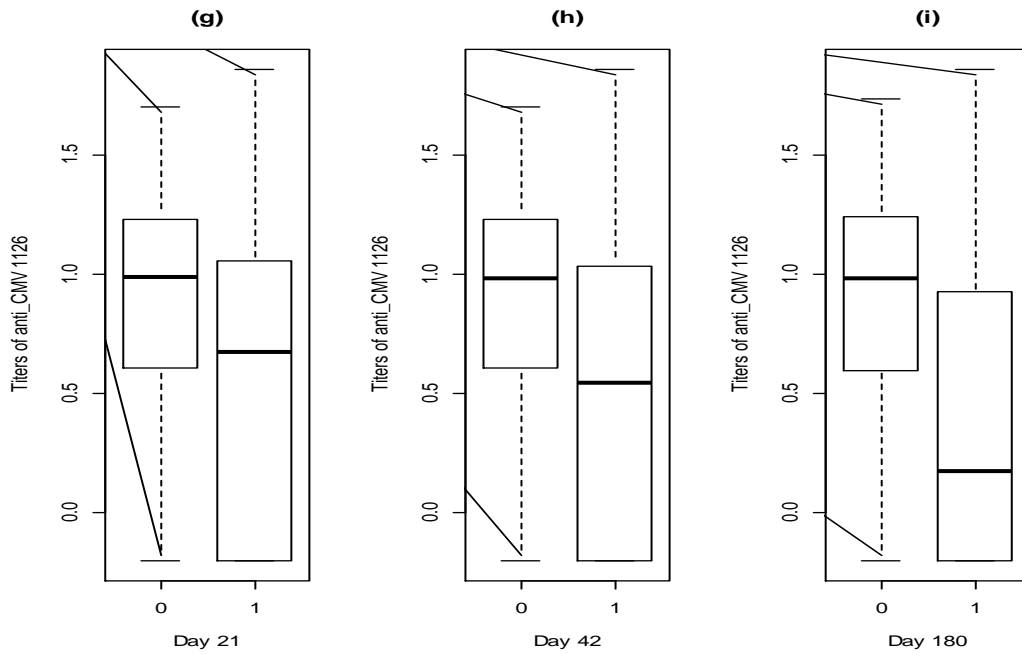 (g)
Titers of anti_CMV 1126
1.5
1.0
0.5
0.0
0 1
Day 21
(h)
Titers of anti_CMV 1126
1.5
1.0
0.5
0.0
0 1
Day 42
(i)
Titers of anti_CMV 1126
1.5
1.0
0.5
0.0
0 1
Day 180